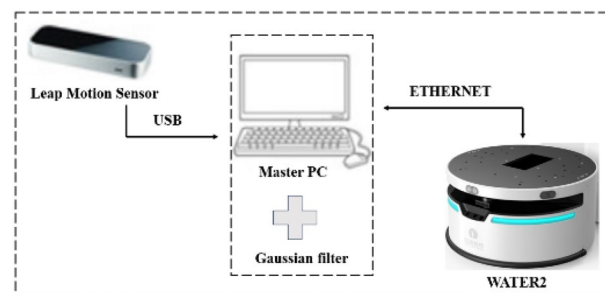 Leap Motion Sensor
USB
ETHERNET
Master PC
Gaussian filter
WATER2